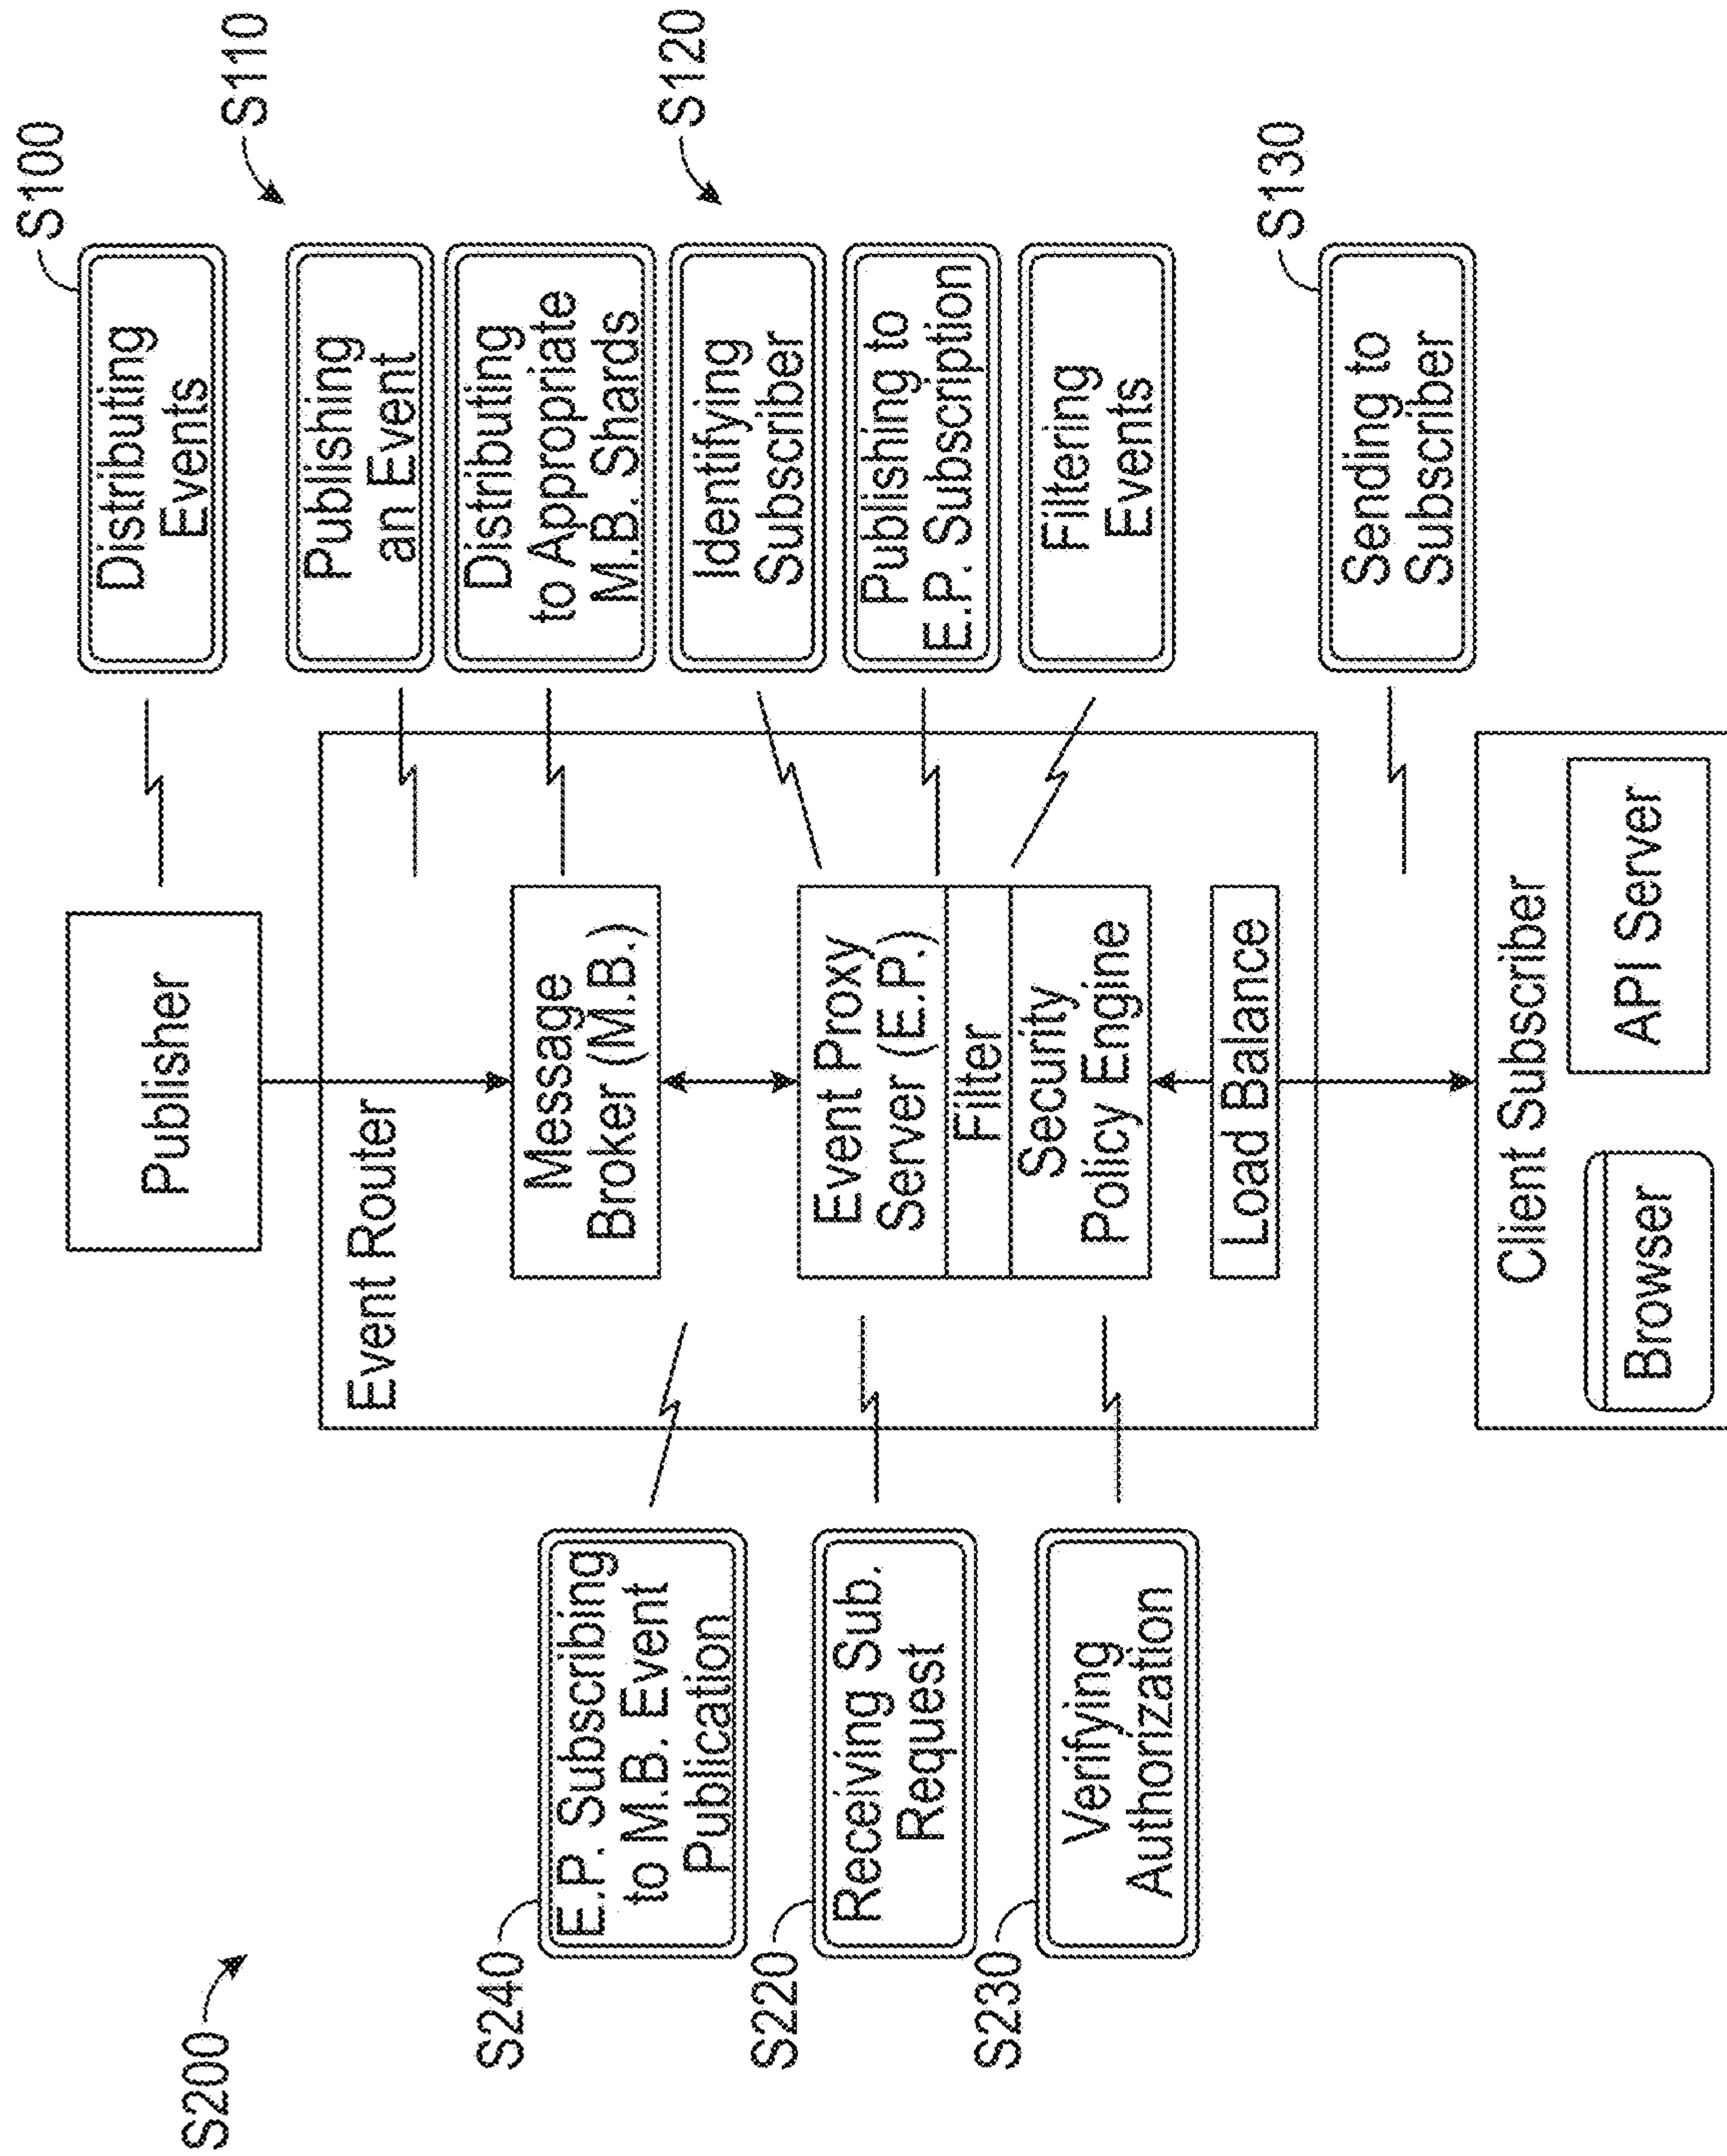 S200
S240
E.P. Subscribing
to M.B. Event
Publication
S220
Receiving Sub.
Request
S230
Verifying
Authorization
Publisher
Event Router
Message
Broker (M.B.)
Event Proxy
Server (E.P.)
Filter
Security
Policy Engine
Load Balance
Client Subscriber
Browser
API Server
S100
Distributing
Events
S110
Publishing
an Event
Distributing
to Appropriate
M.B. Shards
S120
Identifying
Subscriber
Publishing to
E.P. Subscription
Filtering
Events
S130
Sending to
Subscriber